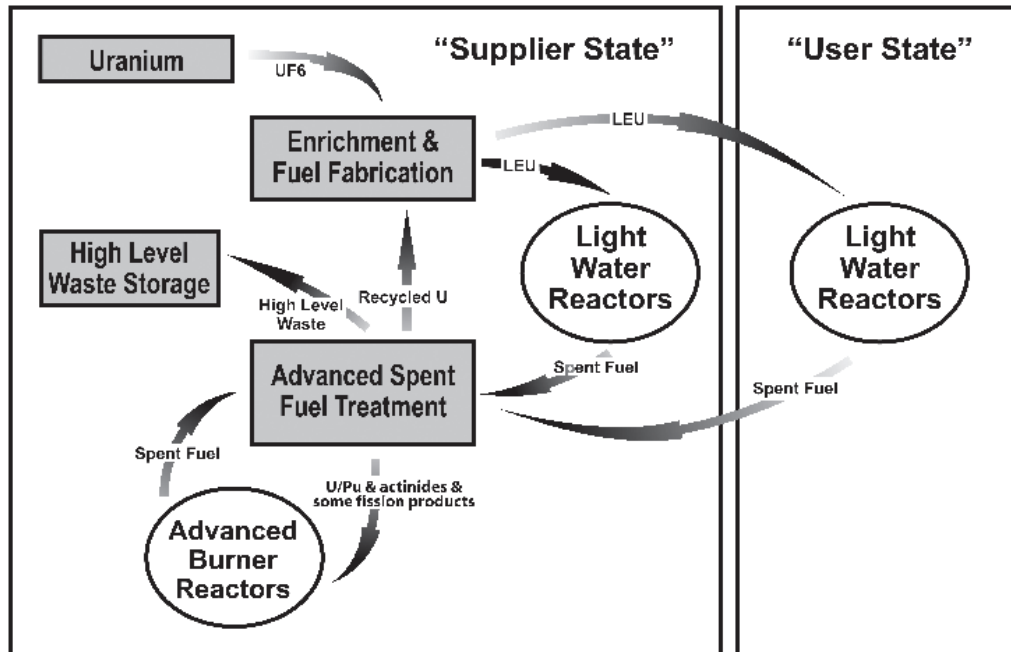 “Supplier State”
“User State”
Uranium
UF6
Enrichment &
Fuel Fabrication
LEU
LEU
Light
Water
Reactors
Light
Water
Reactors
High Level
Waste Storage
High Level
Waste
Recycled U
Advanced Spent
Fuel Treatment
Spent Fuel
Spent Fuel
Spent Fuel
U/Pu & actinides &
some fission products
Advanced
Burner
Reactors